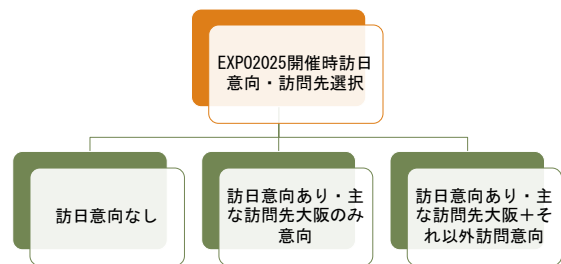 EXPO2025開催時訪日
意向・訪問先選択
訪日意向なし
訪日意向あり・主
な訪問先大阪のみ
意向
訪日意向あり・主
な訪問先大阪＋そ
れ以外訪問意向